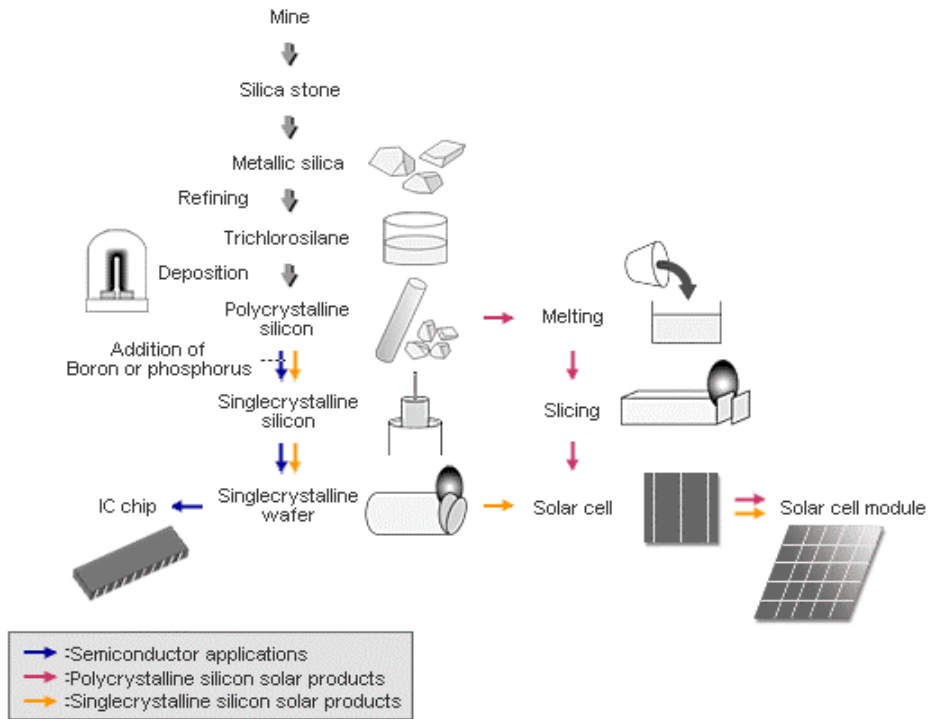 Mine
Silica stone
Metallic silica
Refining
Trichlorosilane
Deposition
Polycrystalline
silicon
Melting
Addition of
Boron or phosphorus
Singlecrystalline
silicon
Slicing
IC chip
Singlecrystalline
wafer
Solar cell
Solar cell module
:Semiconductor applications
:Polycrystalline silicon solar products
:Singlecrystalline silicon solar products